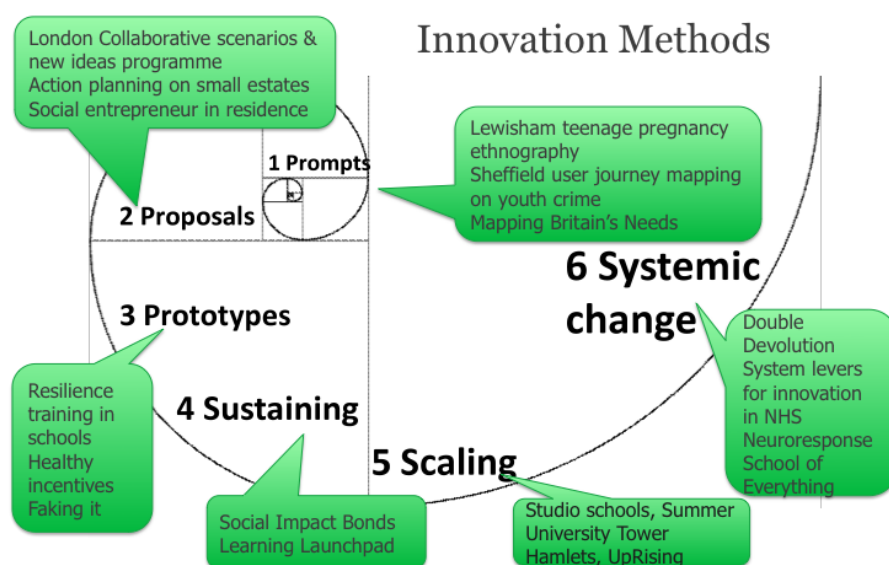 Innovation Methods
London Collaborative scenarios &
new ideas programme
Action planning on small estates
Social entrepreneur in residence
1 Prompts
Lewisham teenage pregnancy
ethnography
Sheffield user journey mapping
on youth crime
Mapping Britain's Needs
2 Proposals
3 Prototypes
Resilience
training in
schools
Healthy
incentives
Faking it
4 Sustaining
Social Impact Bonds
Learning Launchpad
5 Scaling
Studio schools, Summer
University Tower
Hamlets, UpRising
6 Systemic
change
Double
Devolution
System levers
for innovation
in NHS
Neuroresponse
School of
Everything